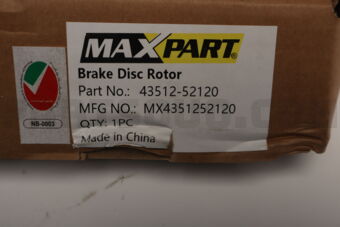 MAXPART
Brake Disc Rotor
Part No.: 43512-52120
MFG NO.: MX4351252120
QTY: 1PC
Made in China
NB-0003